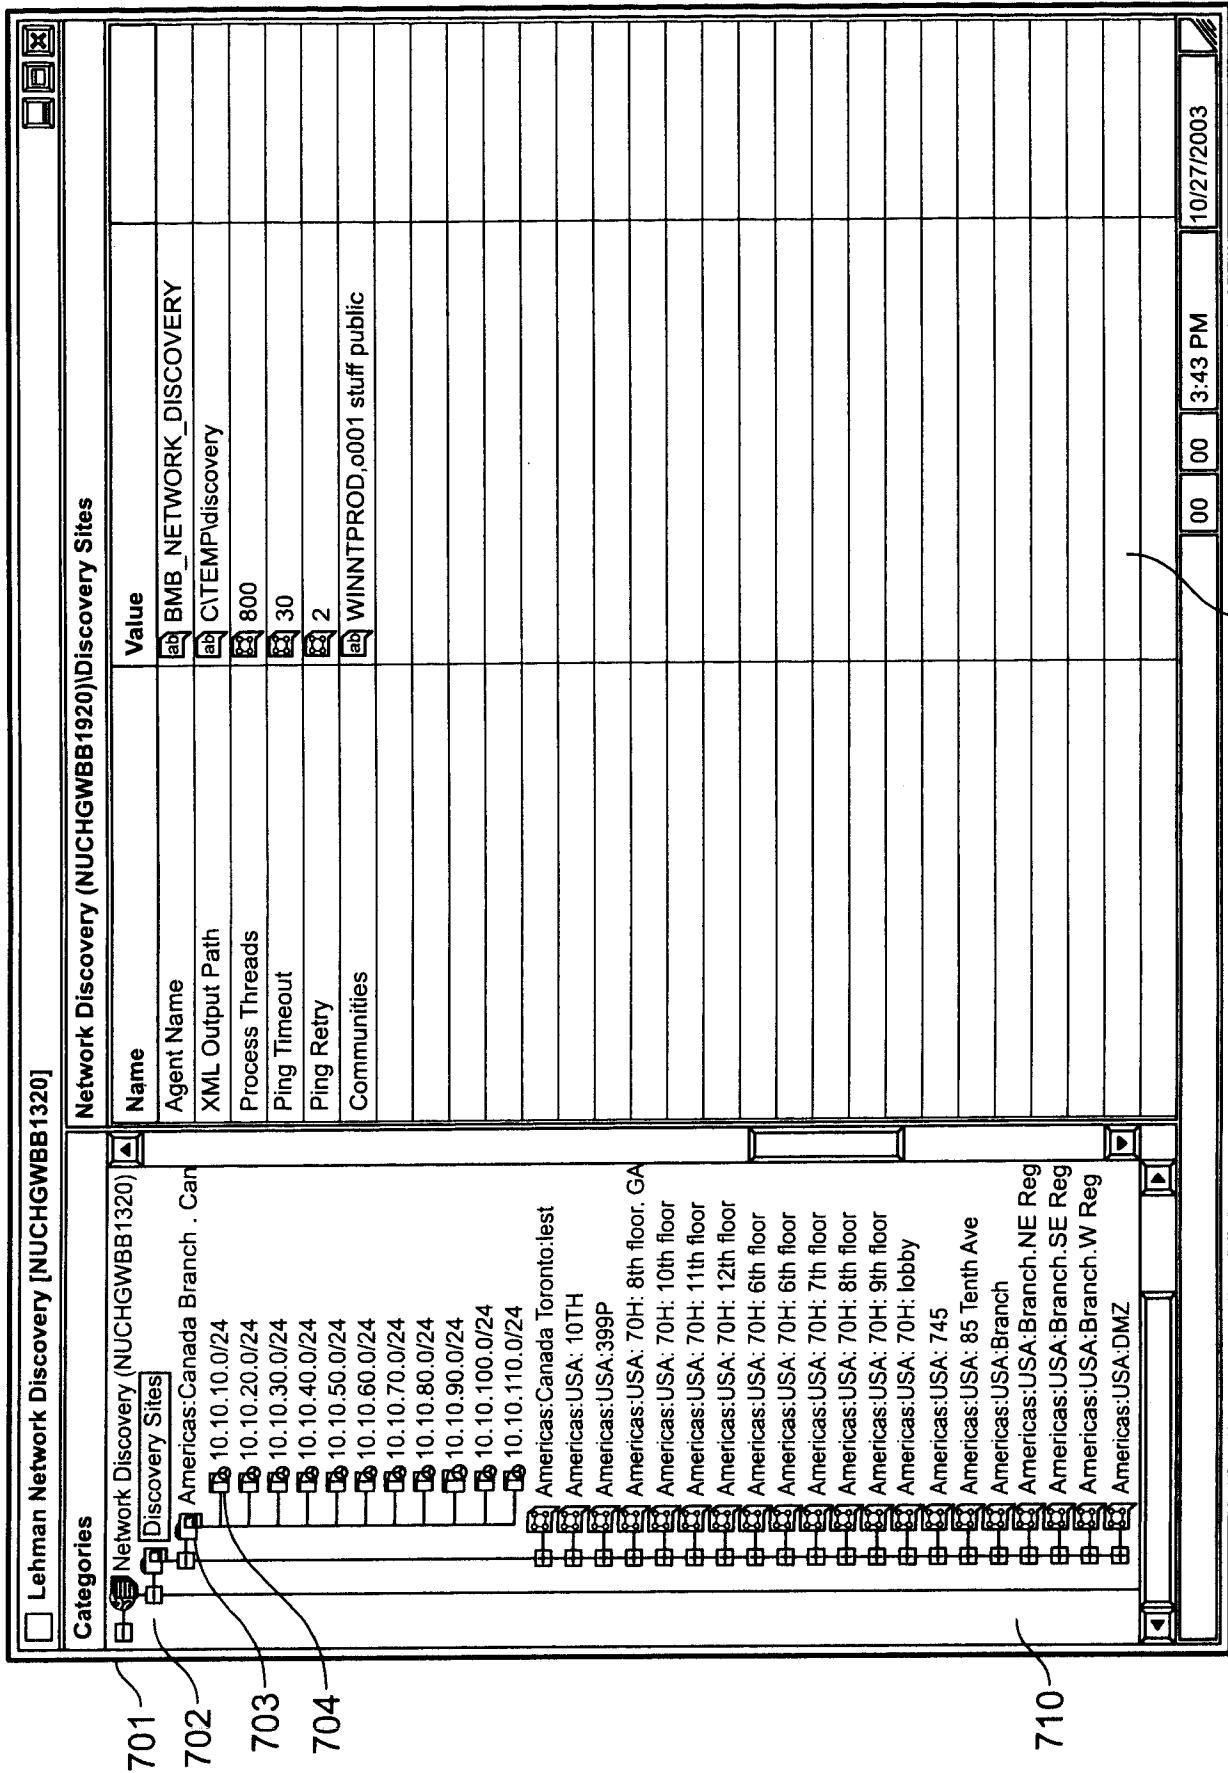 Lehman Network Discovery [NUCHGWBB1320]
Categories
Network Discovery (NUCHGWBB1920)\Discovery Sites
Network Discovery (NUCHGWBB1320)
Discovery Sites
Americas:Canada Branch . Can
10.10.10.0/24
10.10.20.0/24
10.10.30.0/24
10.10.40.0/24
10.10.50.0/24
10.10.60.0/24
10.10.70.0/24
10.10.80.0/24
10.10.90.0/24
10.10.100.0/24
10.10.110.0/24
Americas:Canada Toronto:lest
Americas:USA: 10TH
Americas:USA:399P
Americas:USA: 70H: 8th floor. GA
Americas:USA: 70H: 10th floor
Americas:USA: 70H: 11th floor
Americas:USA: 70H: 12th floor
Americas:USA: 70H: 6th floor
Americas:USA: 70H: 6th floor
Americas:USA: 70H: 7th floor
Americas:USA: 70H: 8th floor
Americas:USA: 70H: 9th floor
Americas:USA: 70H: lobby
Americas:USA: 745
Americas:USA: 85 Tenth Ave
Americas:USA:Branch
Americas:USA:Branch.NE Reg
Americas:USA:Branch.SE Reg
Americas:USA:Branch.W Reg
Americas:USA:DMZ
Name Value
Agent Name ab BMB_NETWORK_DISCOVERY
XML Output Path ab C\TEMP\discovery
Process Threads 800
Ping Timeout 30
Ping Retry 2
Communities ab WINNTPROD,o001 stuff public
00 00 3:43 PM 10/27/2003
701
702
703
704
710